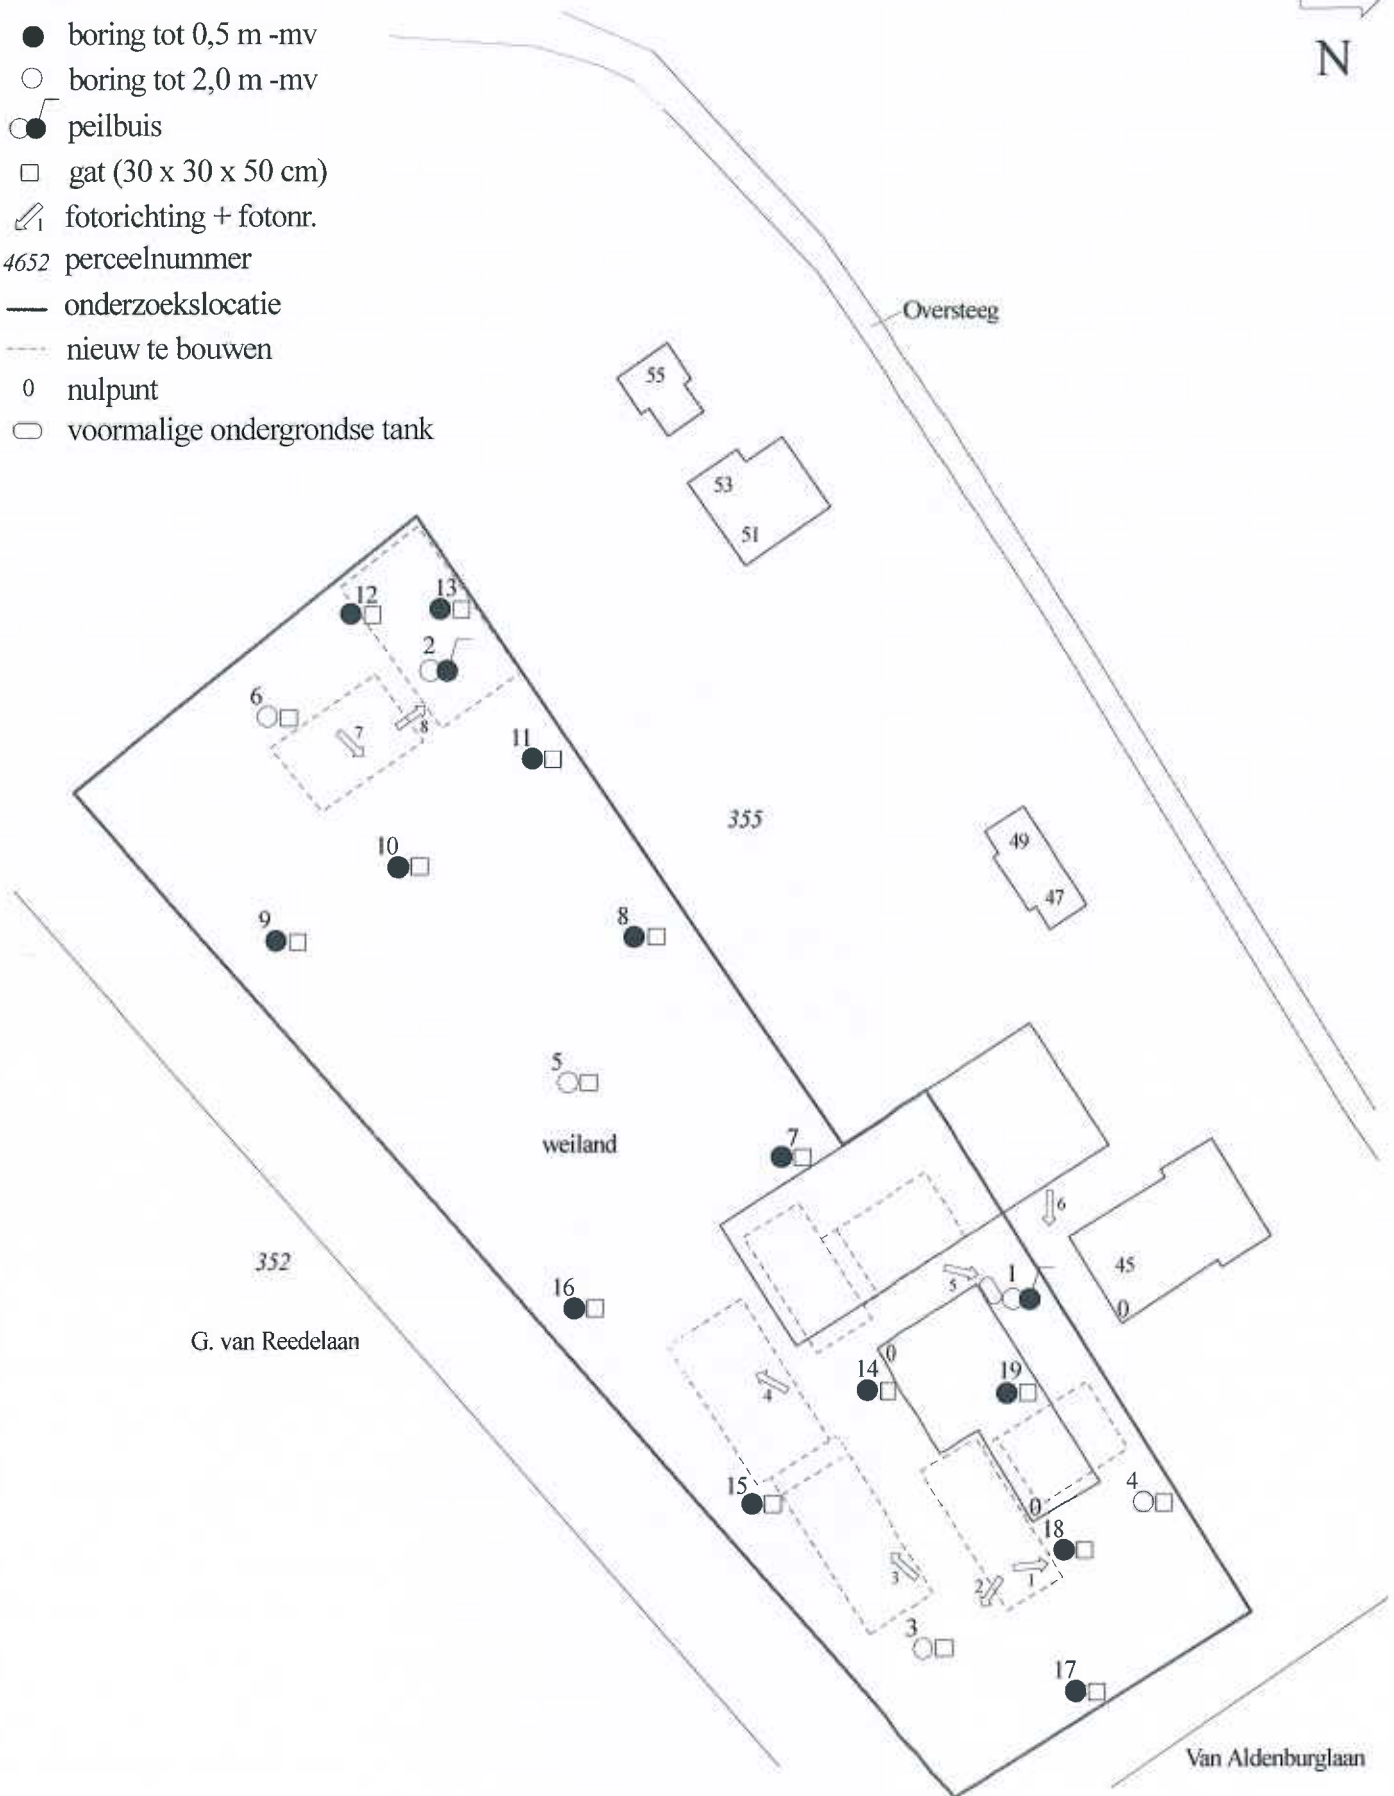 boring tot 0,5 m -mv
N
boring tot 2,0 m -mv
peilbuis
gat (30 x 30 x 50 cm)
1 fotorichting + fotonr.
4652 perceelnummer
onderzoekslocatie
nieuw te bouwen
0 nulpunt
voormalige ondergrondse tank
Oversteeg
55
53
51
12
13
2
6
7
8
11
355
10
49
47
9
8
5
weiland
7
6
352
45
5
1
0
16
G. van Reedelaan
0
14
19
4
15
4
0
18
3
2
1
3
17
Van Aldenburglaan